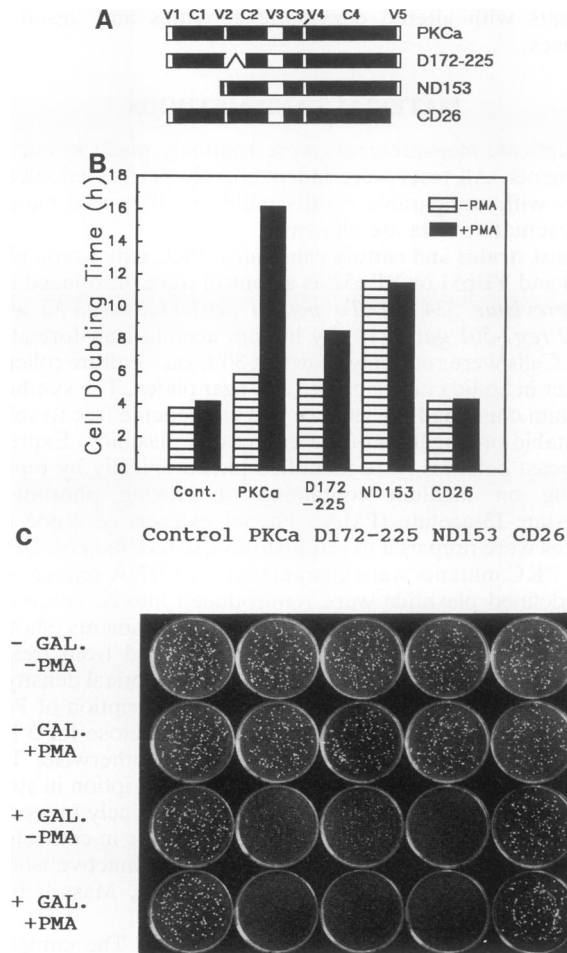 A
V1 C1 V2 C2 V3 C3 V4 C4 V5
PKCa
D172-225
ND153
CD26
B
Cell Doubling Time (h)
18
16
14
12
10
8
6
4
2
0
-PMA
+PMA
Cont. PKCa D172 ND153 CD26
-225
C
Control PKCa D172-225 ND153 CD26
- GAL.
-PMA
- GAL.
+PMA
+ GAL.
-PMA
+ GAL.
+PMA